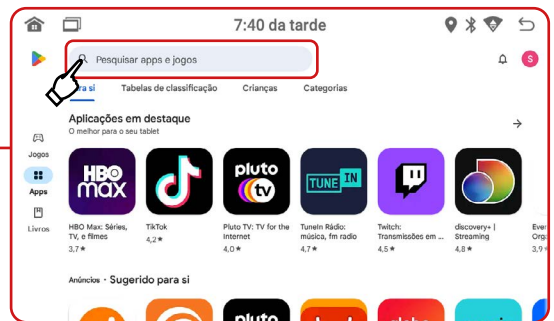 7:40 da tarde
Pesquisar apps e jogos
S
Tabelas de classificação
Crianças
Categorias
Aplicações em destaque
O melhor para o seu tablet
Jogos
Apps
Livros
HBO
max
pluto
tv
TUNE IN
HBO Max: Séries,
TV, e filmes
3,7★
TikTok
4,2★
Pluto TV: TV for the
Internet
4,0★
TuneIn Rádio:
música, fm radio
4,7★
Twitch:
Transmissões em ...
4,5★
discovery+ |
Streaming
4,8★
Anúncios · Sugerido para si
pluto